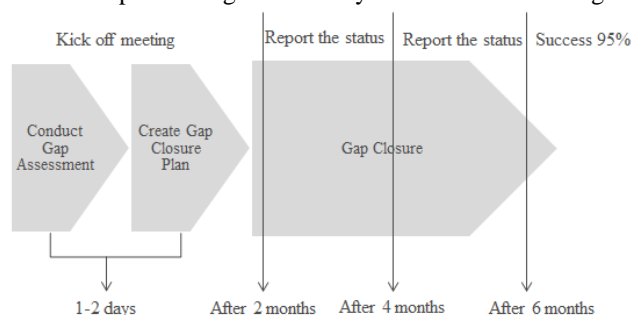 Kick off meeting
Report the status
Report the status
Success 95%
Conduct
Gap
Assessment
Create Gap
Closure
Plan
Gap Closure
1-2 days
After 2 months
After 4 months
After 6 months